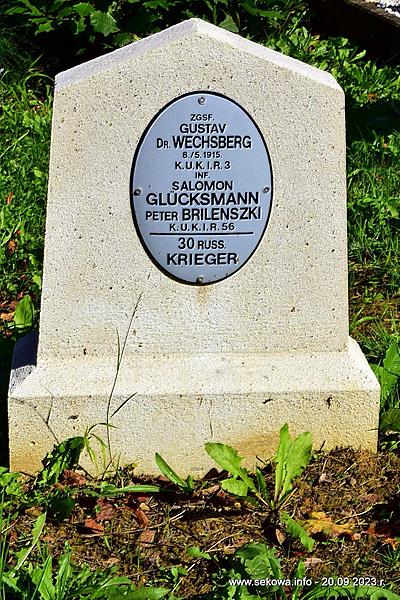 ZGSF.
GUSTAV
DR. WECHSBERG
8./5. 1915.
K.U.K.I.R. 3
INF.
SALOMON
GLÜCKSMANN
PETER BRILENSZKI
K.U.K.I.R. 56
30 RUSS.
KRIEGER
www.sekowa.info - 20.09.2023 r.